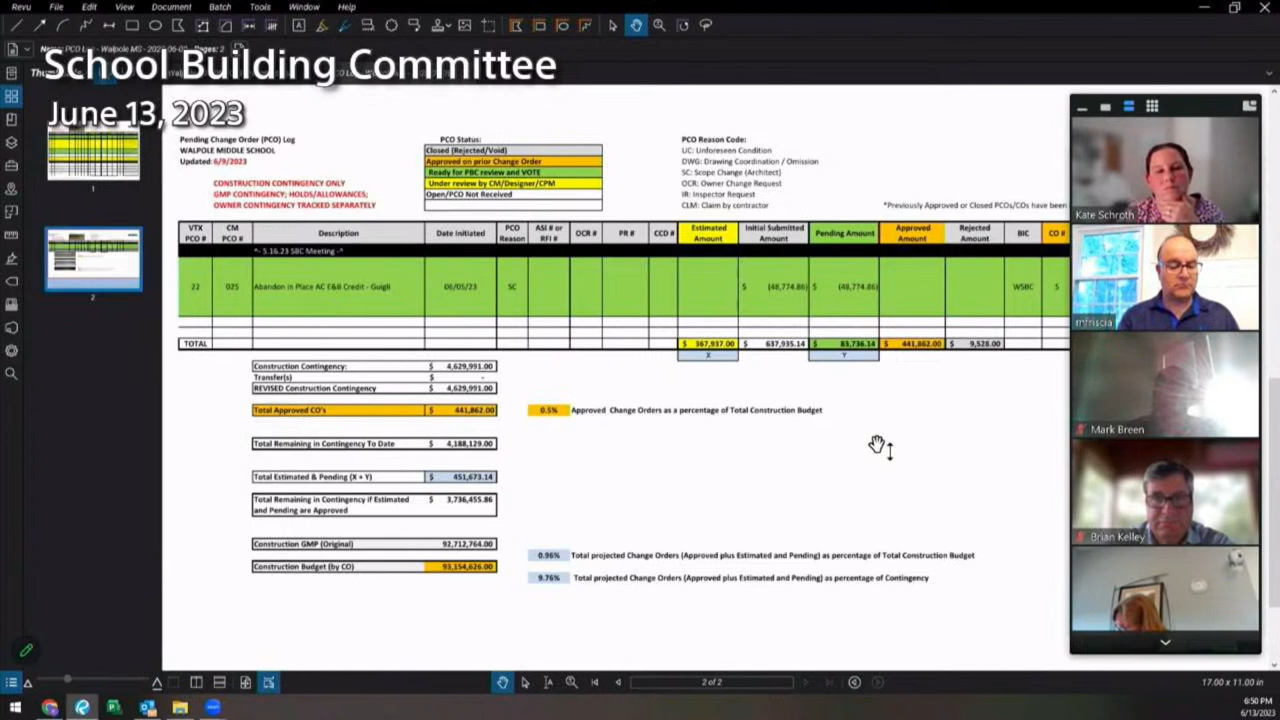 Revu File Edit View Document Batch Tools Window Help
School Building Committee
June 13, 2023
1
2
Pending Change Order (PCO) Log
WALPOLE MIDDLE SCHOOL
Updated: 6/9/2023
CONSTRUCTION CONTINGENCY ONLY
GMP CONTINGENCY; HOLDS/ALLOWANCES;
OWNER CONTINGENCY TRACKED SEPARATELY
PCO Status:
Closed (Rejected/Void)
Approved on prior Change Order
Ready for PBC review and VOTE
Under review by CM/Designer/CPM
Open/PCO Not Received
PCO Reason Code:
UC: Unforeseen Condition
DWG: Drawing Coordination / Omission
SC: Scope Change (Architect)
OCR: Owner Change Request
IR: Inspector Request
CLM: Claim by contractor
*Previously Approved or Closed PCOs/COs have been
VTX PCO # CM PCO # Description Date Initiated PCO Reason ASI # or RFI # OCR # PR # CCD # Estimated Amount Initial Submitted Amount Pending Amount Approved Amount Rejected Amount BIC CO #
*- 5.16.23 SBC Meeting -*
22 025 Abandon in Place AC E&B Credit - Guigli 06/05/23 SC $ (48,774.86) $ (48,774.86) WSBC 5
TOTAL $ 367,937.00 $ 637,935.14 $ 83,736.14 $ 441,862.00 $ 9,528.00
X Y
Construction Contingency: $ 4,629,991.00
Transfer(s) $ -
REVISED Construction Contingency $ 4,629,991.00
Total Approved CO's $ 441,862.00
0.5% Approved Change Orders as a percentage of Total Construction Budget
Total Remaining in Contingency To Date $ 4,188,129.00
Total Estimated & Pending (X + Y) $ 451,673.14
Total Remaining in Contingency if Estimated $ 3,736,455.86
and Pending are Approved
Construction GMP (Original) 92,712,764.00
0.96% Total projected Change Orders (Approved plus Estimated and Pending) as percentage of Total Construction Budget
Construction Budget (by CO) 93,154,626.00
9.76% Total projected Change Orders (Approved plus Estimated and Pending) as percentage of Contingency
Kate Schroth
mfriscia
Mark Breen
Brian Kelley
2 of 2
17.00 x 11.00 in
6:50 PM
6/13/2023